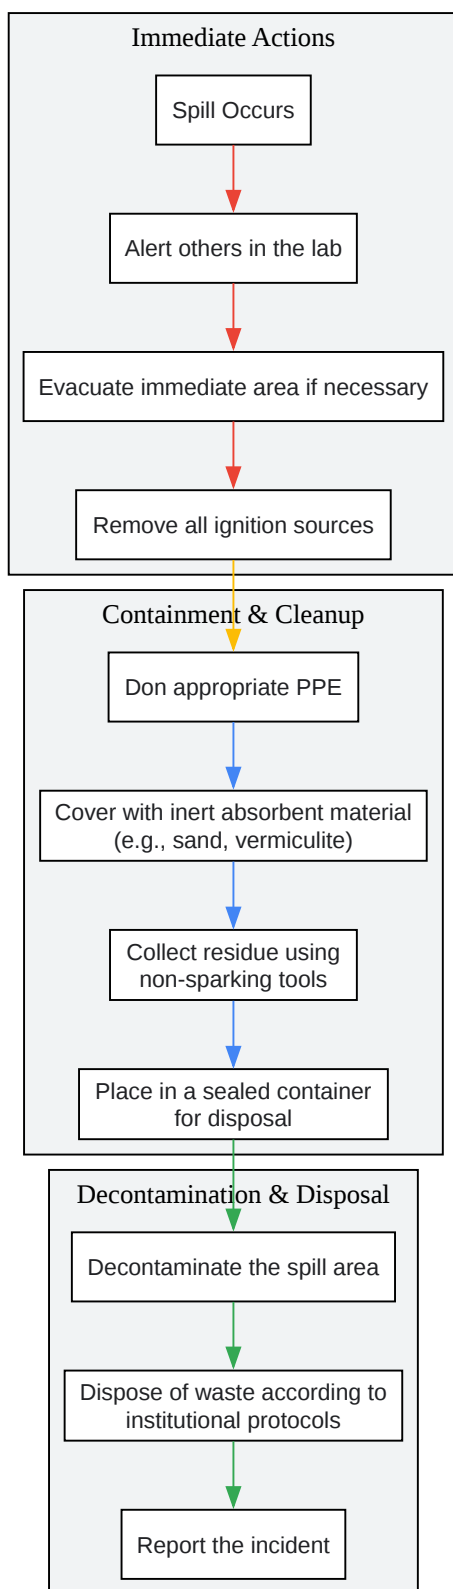 Immediate Actions
Spill Occurs
Alert others in the lab
Evacuate immediate area if necessary
Remove all ignition sources
Containment & Cleanup
Don appropriate PPE
Cover with inert absorbent material
(e.g., sand, vermiculite)
Collect residue using
non-sparking tools
Place in a sealed container
for disposal
Decontamination & Disposal
Decontaminate the spill area
Dispose of waste according to
institutional protocols
Report the incident